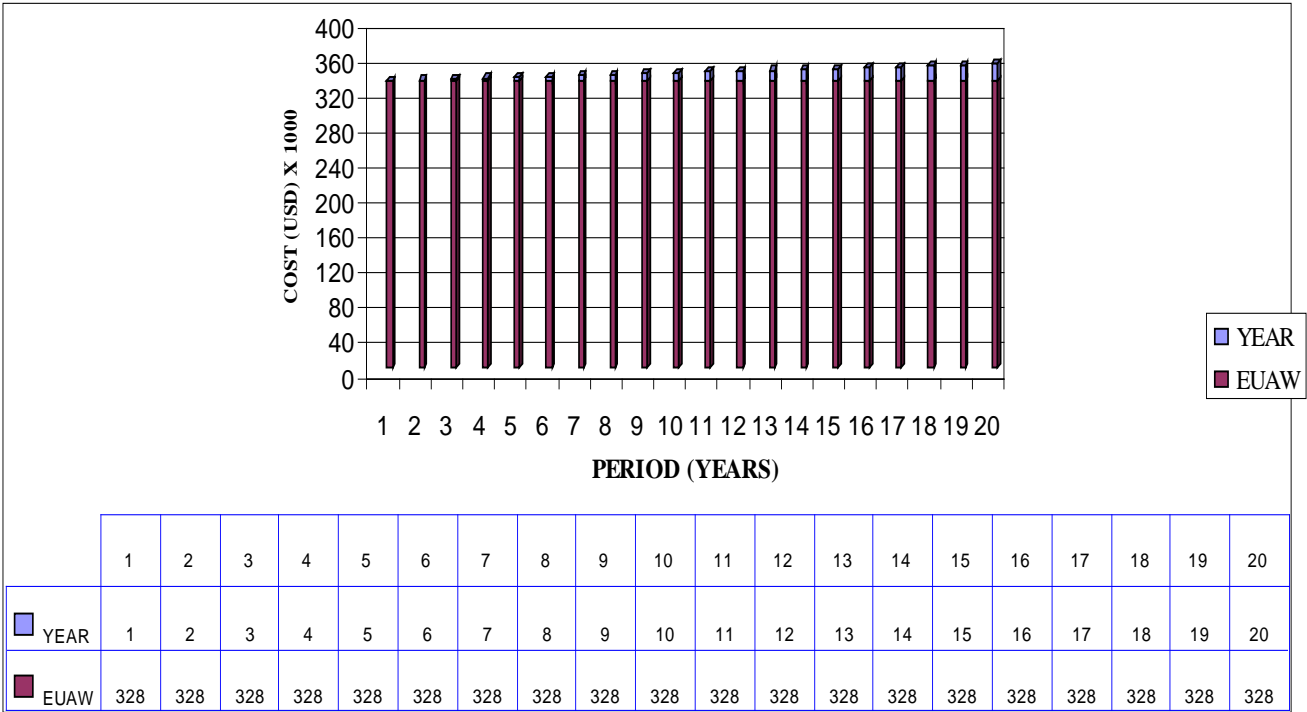 400
360
320
280
240
200
160
120
80
40
0
COST (USD) X 1000
1 2 3 4 5 6 7 8 9 10 11 12 13 14 15 16 17 18 19 20
PERIOD (YEARS)
YEAR
EUAW
1 2 3 4 5 6 7 8 9 10 11 12 13 14 15 16 17 18 19 20
YEAR 1 2 3 4 5 6 7 8 9 10 11 12 13 14 15 16 17 18 19 20
EUAW 328 328 328 328 328 328 328 328 328 328 328 328 328 328 328 328 328 328 328 328